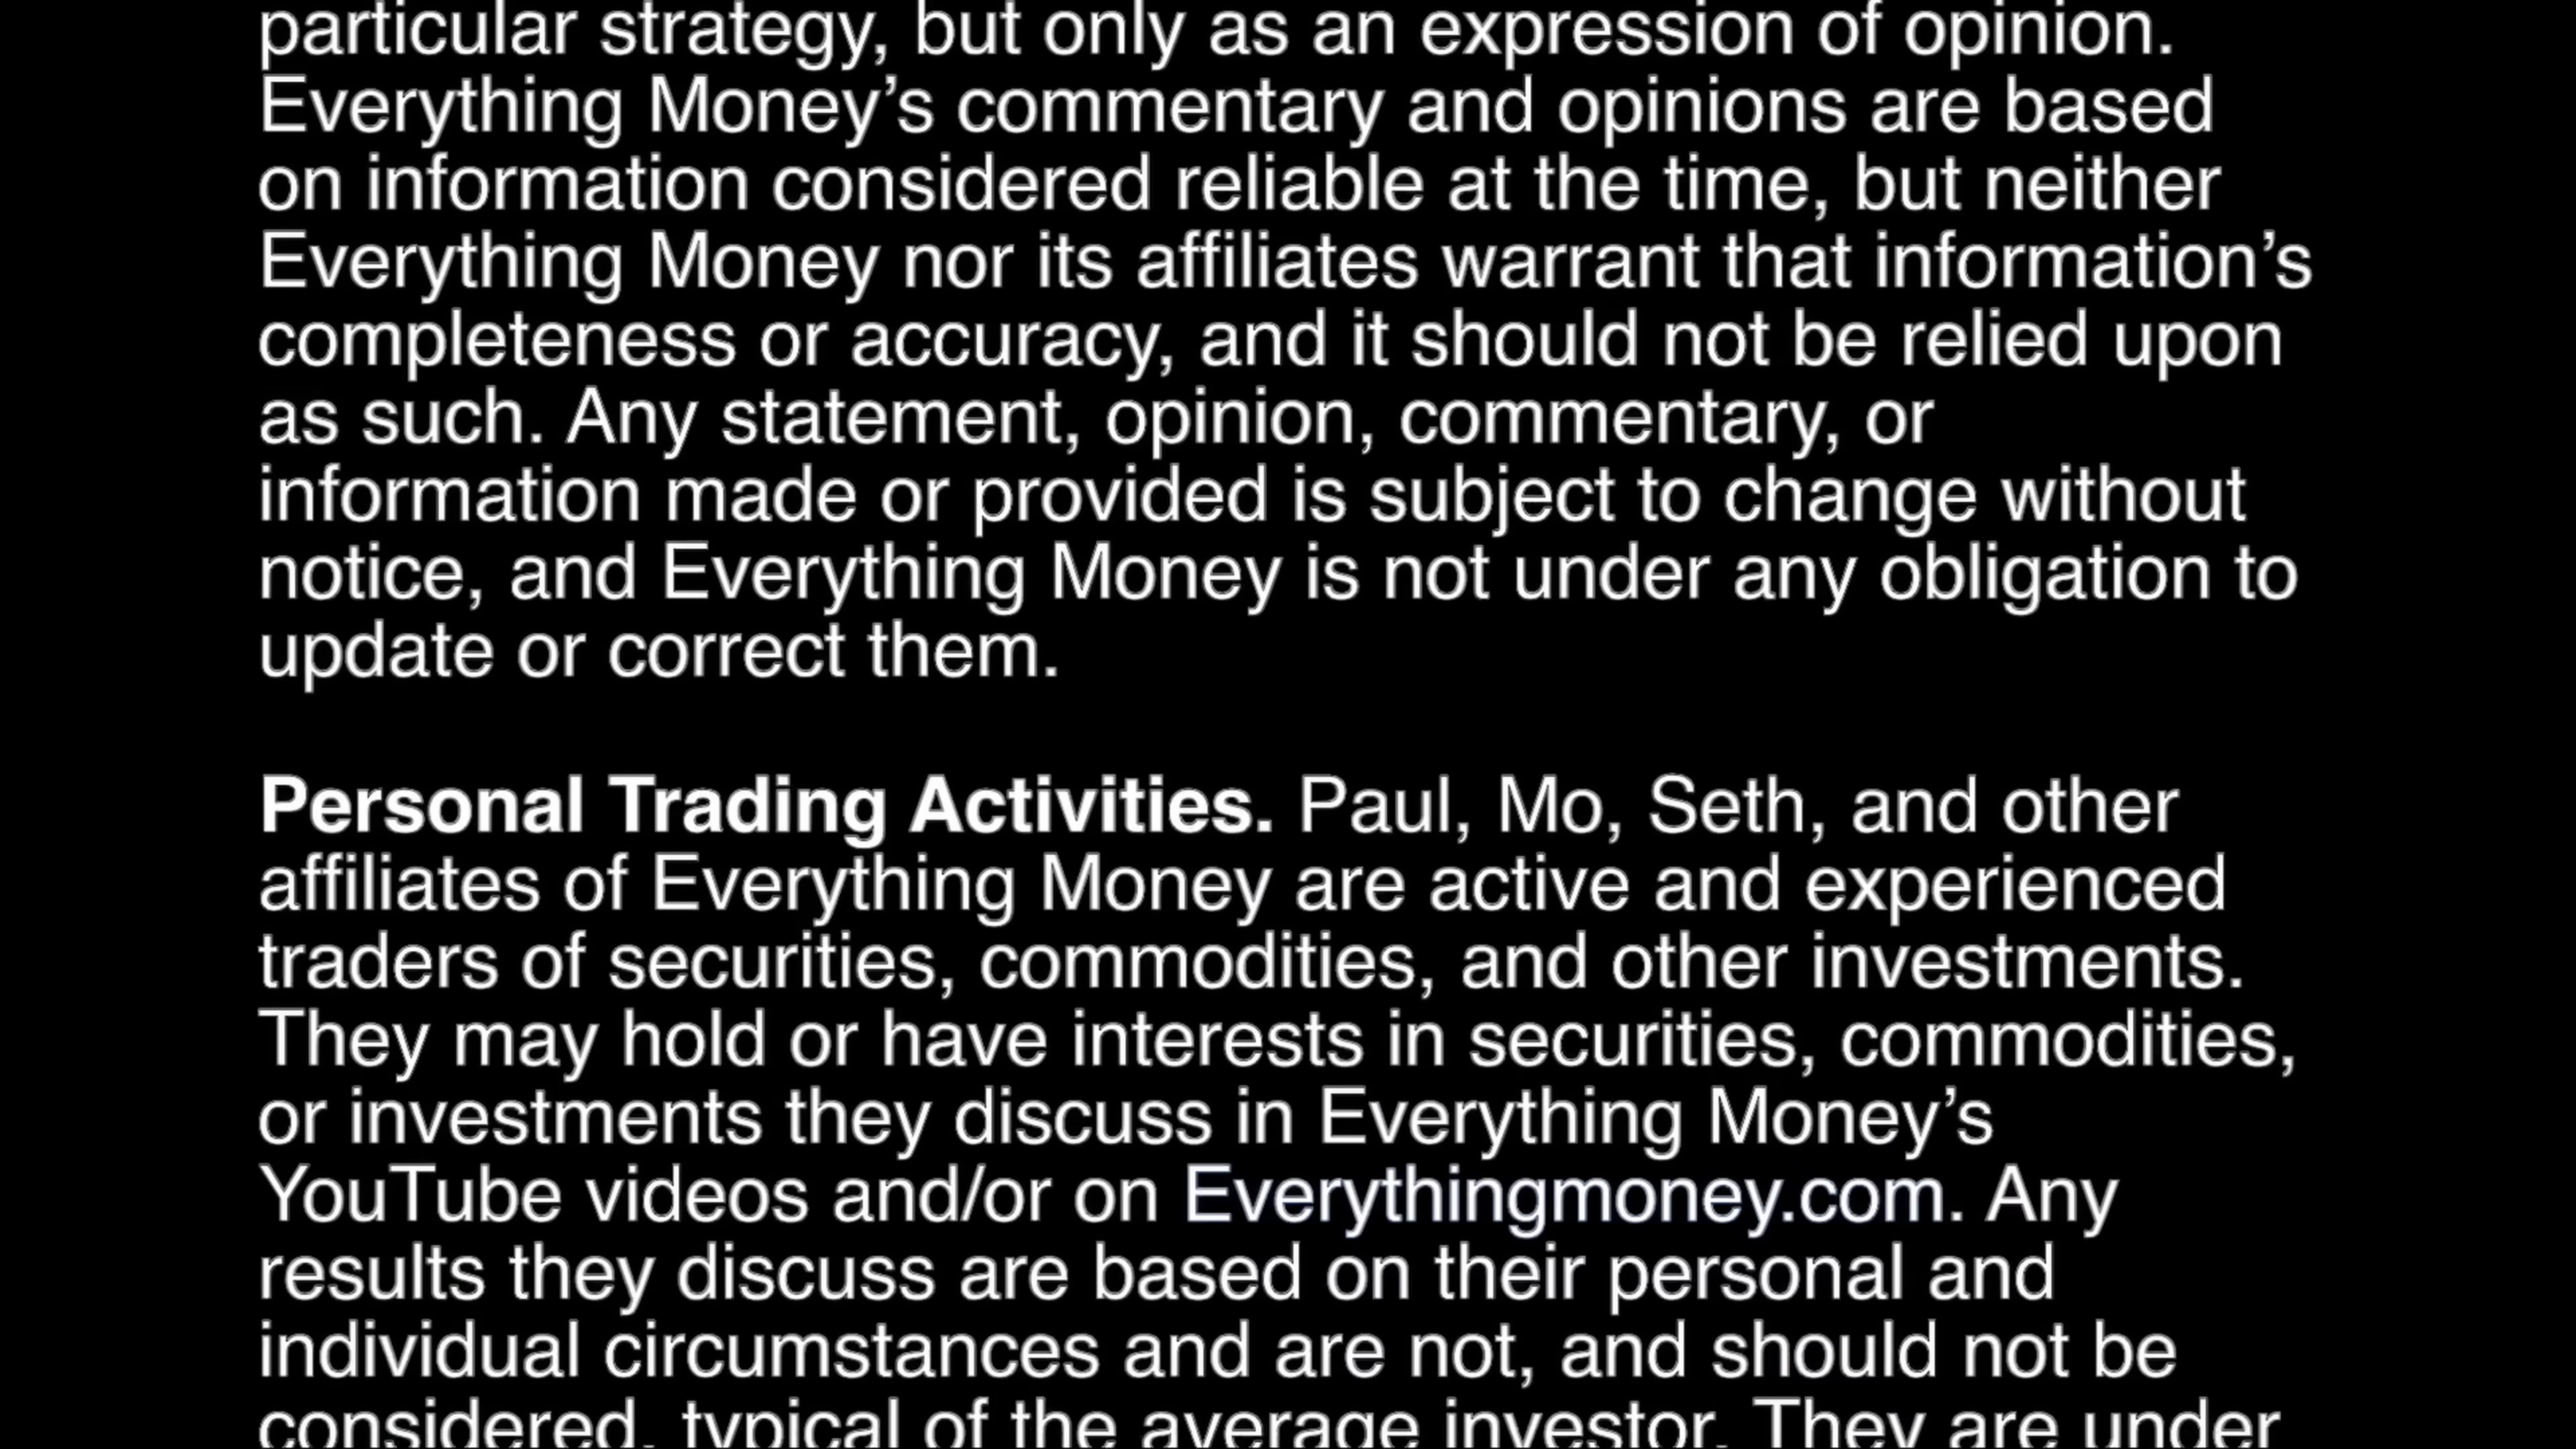 particular strategy, but only as an expression of opinion.
Everything Money’s commentary and opinions are based
on information considered reliable at the time, but neither
Everything Money nor its affiliates warrant that information’s
completeness or accuracy, and it should not be relied upon
as such. Any statement, opinion, commentary, or
information made or provided is subject to change without
notice, and Everything Money is not under any obligation to
update or correct them.
Personal Trading Activities. Paul, Mo, Seth, and other
affiliates of Everything Money are active and experienced
traders of securities, commodities, and other investments.
They may hold or have interests in securities, commodities,
or investments they discuss in Everything Money’s
YouTube videos and/or on Everythingmoney.com. Any
results they discuss are based on their personal and
individual circumstances and are not, and should not be
considered, typical of the average investor. They are under